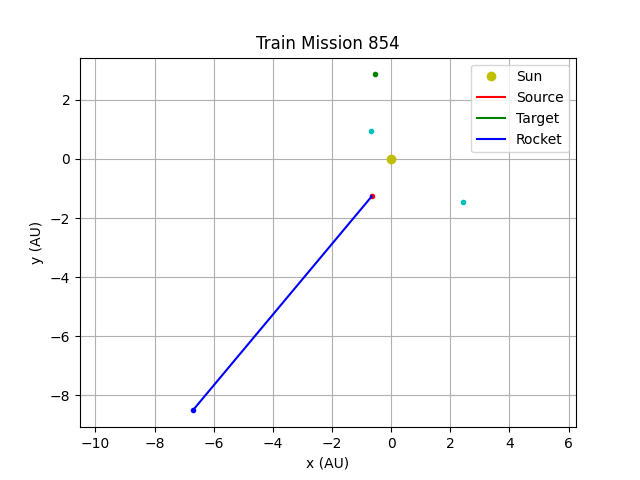 Train Mission 854
Sun
Source
Target
Rocket
y (AU)
2
0
−2
−4
−6
−8
−10
−8
−6
−4
−2
0
2
4
6
x (AU)